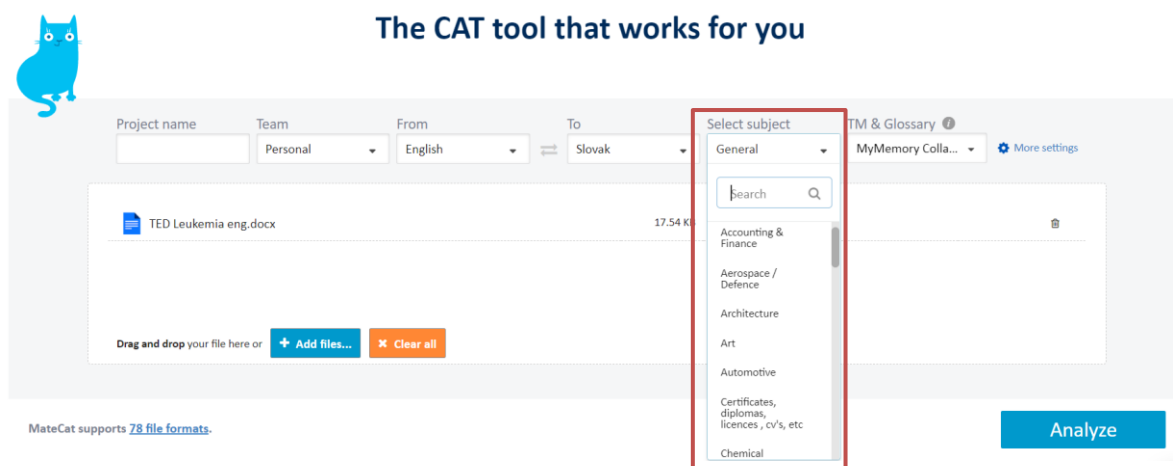 The CAT tool that works for you
Project name Team From To Select subject TM & Glossary
Personal English Slovak General MyMemory Colla... More settings
Search
TED Leukemia eng.docx 17.54 KB
Accounting &
Finance
Aerospace /
Defence
Architecture
Art
Automotive
Certificates,
diplomas,
licences , cv's, etc
Chemical
Drag and drop your file here or + Add files... × Clear all
MateCat supports 78 file formats.
Analyze